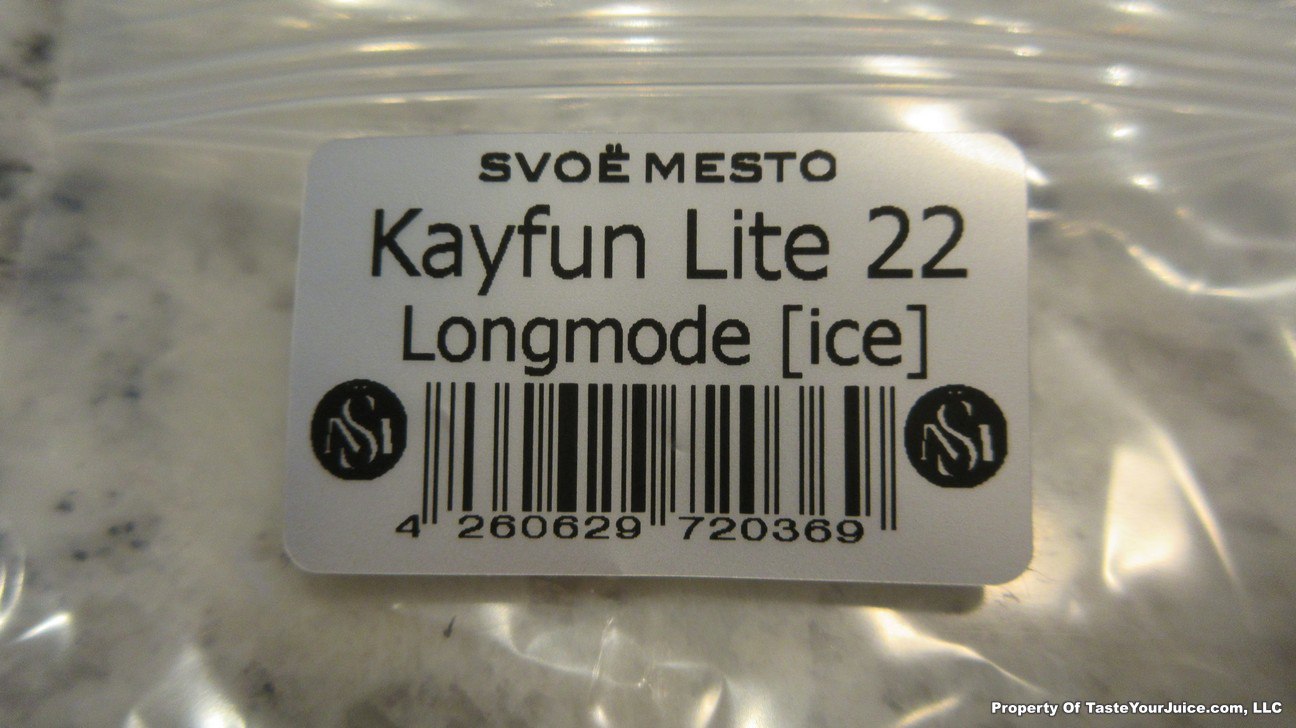 SVOË MESTO
Kayfun Lite 22
Longmode [ice]
4 260629 720369
Property Of TasteYourJuice.com, LLC